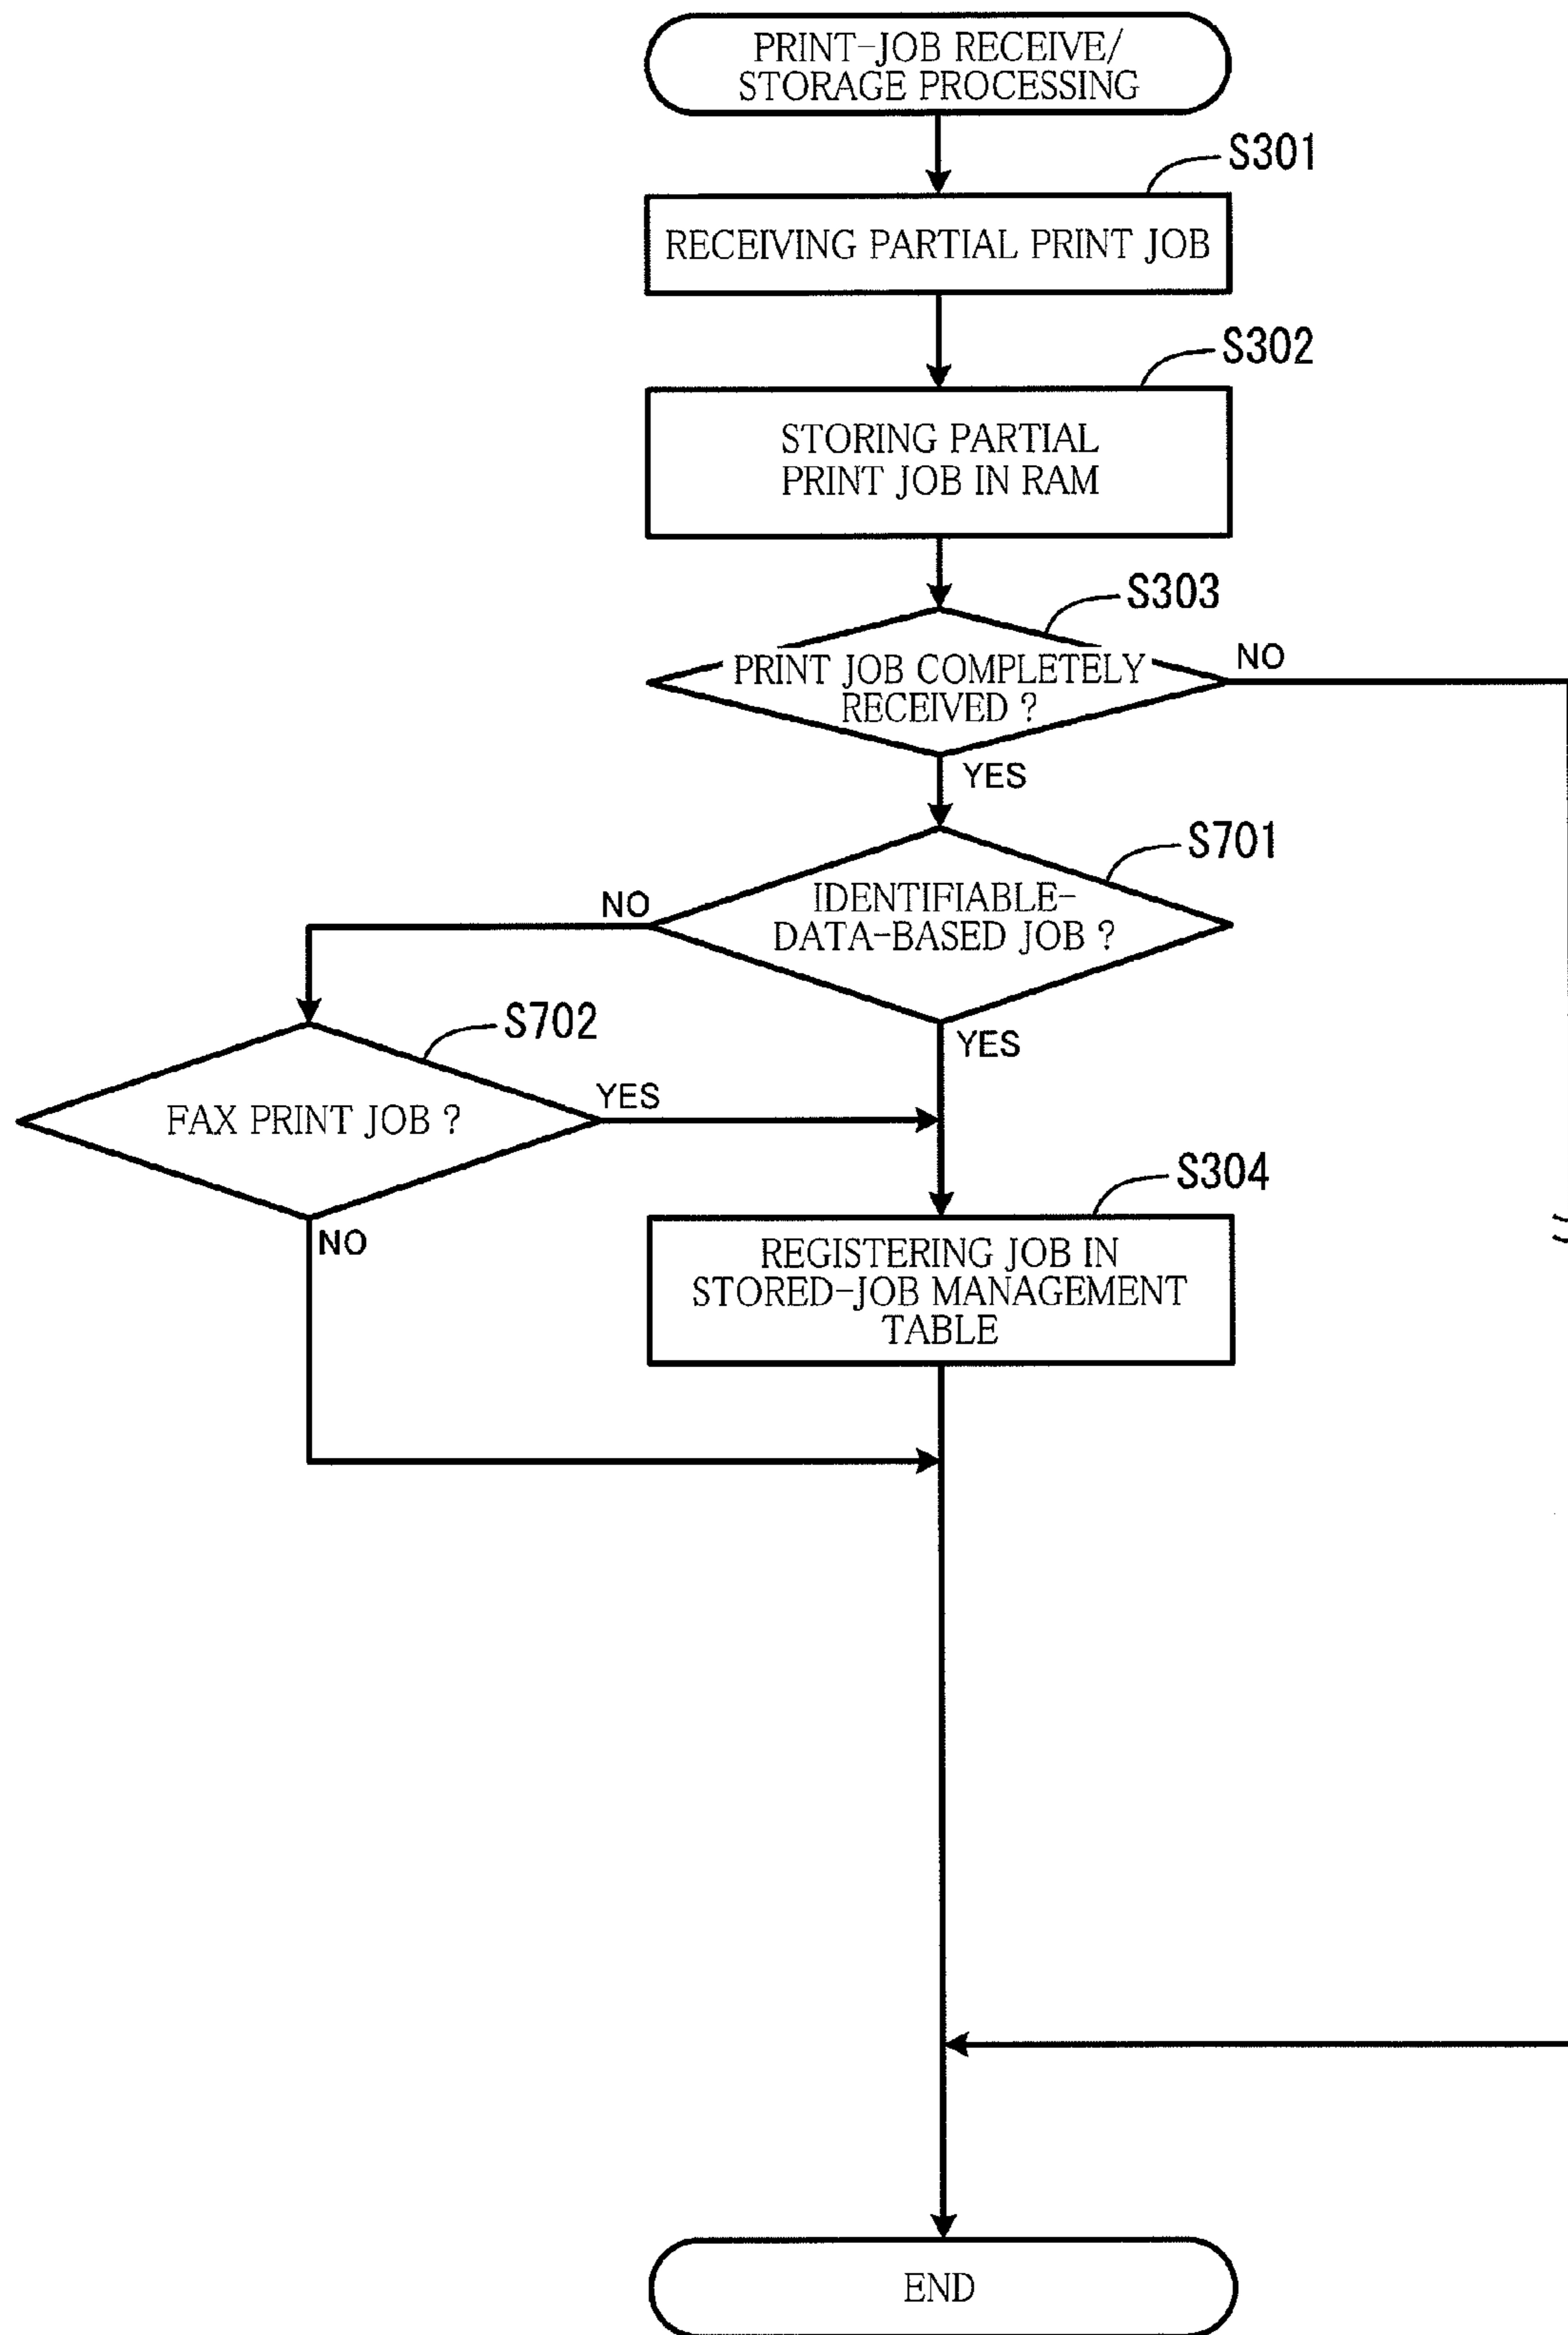 PRINT-JOB RECEIVE/
STORAGE PROCESSING
S301
RECEIVING PARTIAL PRINT JOB
S302
STORING PARTIAL
PRINT JOB IN RAM
S303
PRINT JOB COMPLETELY
RECEIVED ?
NO
YES
S701
IDENTIFIABLE-
DATA-BASED JOB ?
NO
YES
S702
FAX PRINT JOB ?
YES
NO
S304
REGISTERING JOB IN
STORED-JOB MANAGEMENT
TABLE
END